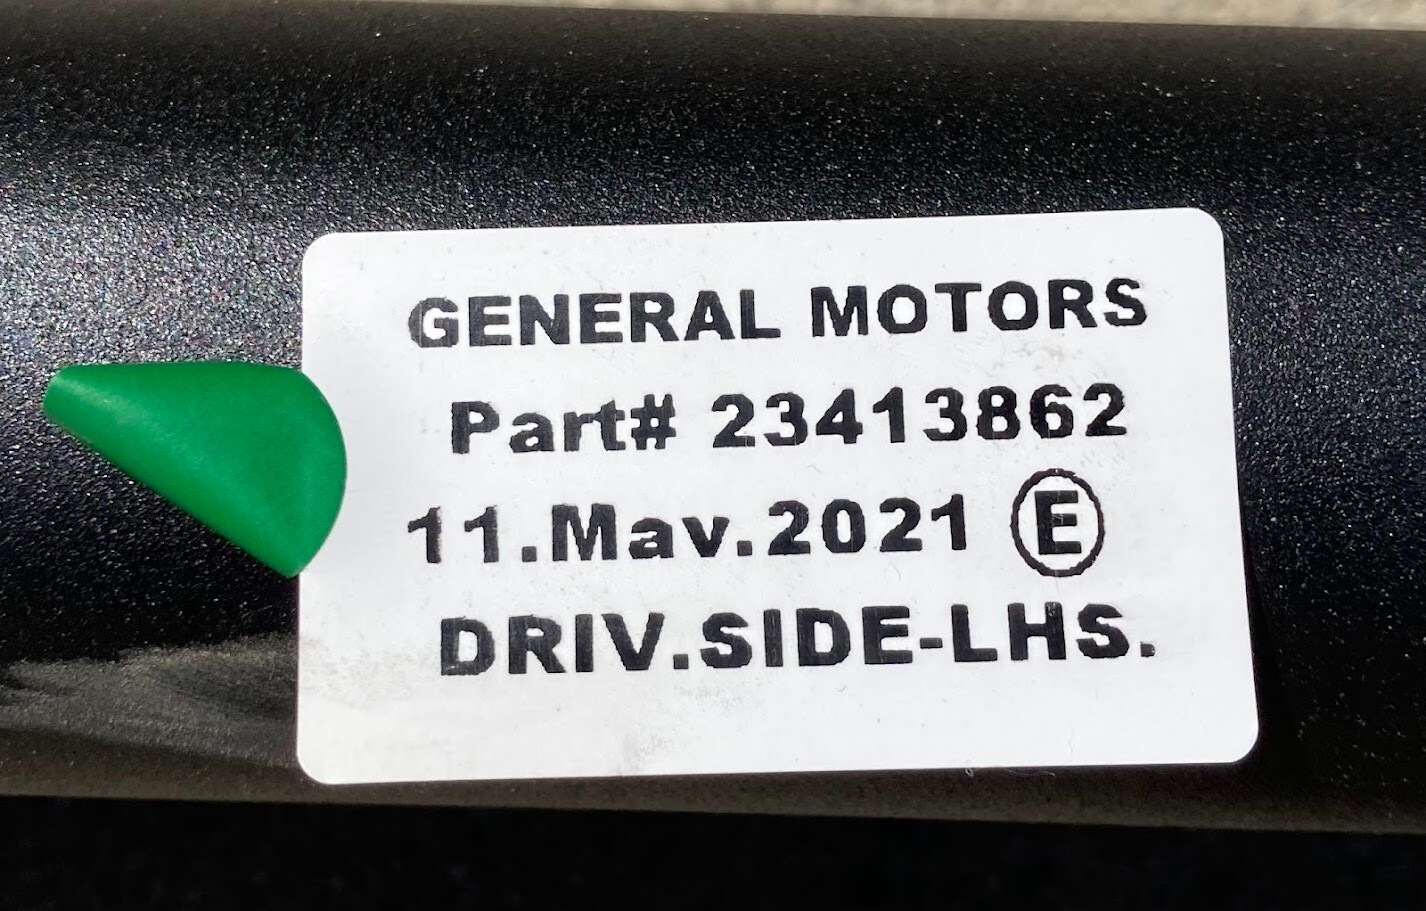 GENERAL MOTORS
Part# 23413862
11.Mav.2021 Ⓔ
DRIV.SIDE-LHS.